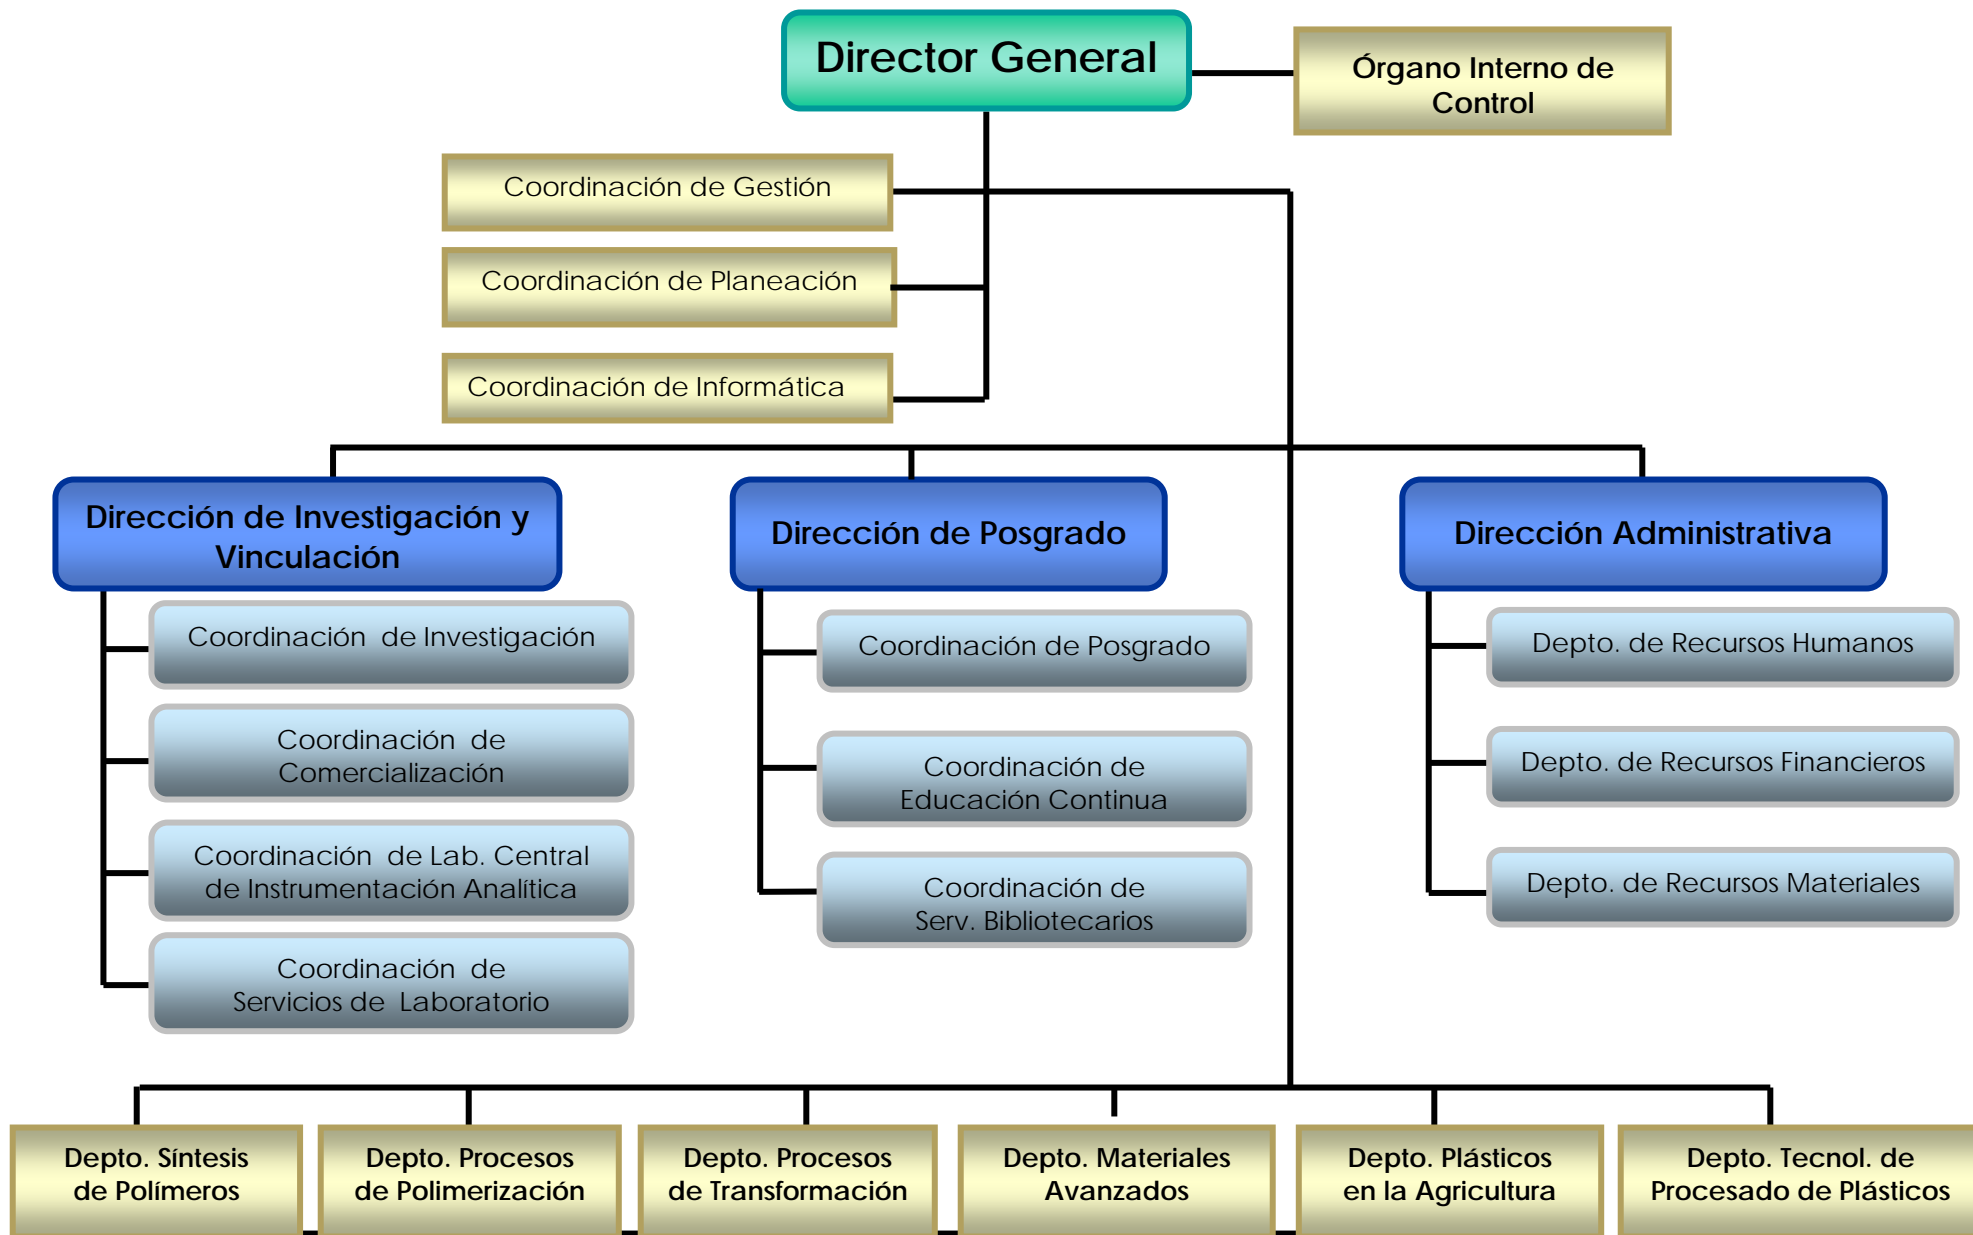 Director General
Órgano Interno de
Control
Coordinación de Gestión
Coordinación de Planeación
Coordinación de Informática
Dirección de Investigación y
Vinculación
Dirección de Posgrado
Dirección Administrativa
Coordinación  de Investigación
Coordinación  de
Comercialización
Coordinación  de Lab. Central
de Instrumentación Analítica
Coordinación  de
Servicios de  Laboratorio
Coordinación de Posgrado
Coordinación de
Educación Continua
Coordinación de
Serv. Bibliotecarios
Depto. de Recursos Humanos
Depto. de Recursos Financieros
Depto. de Recursos Materiales
Depto. Síntesis
de Polímeros
Depto. Procesos
de Polimerización
Depto. Procesos
de Transformación
Depto. Materiales
Avanzados
Depto. Plásticos
en la Agricultura
Depto. Tecnol. de
Procesado de Plásticos